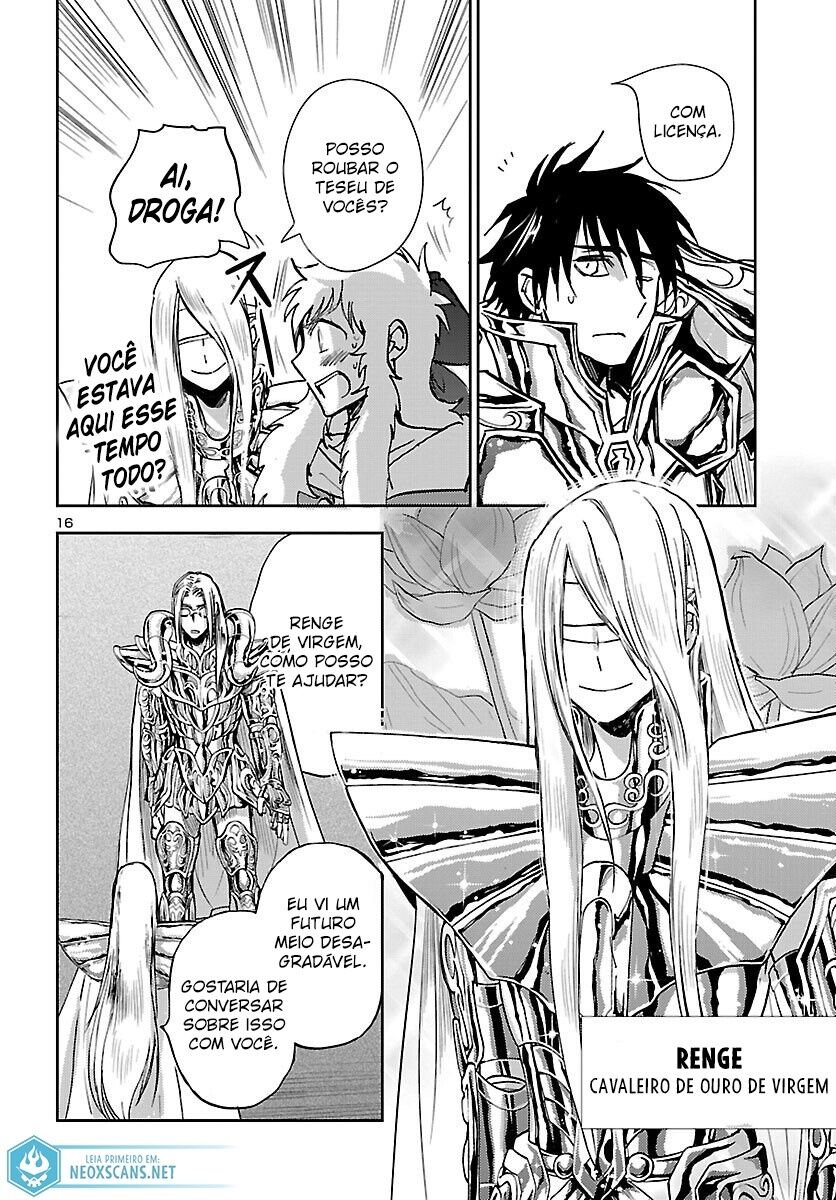 COM
LICENÇA.
POSSO
ROUBAR O
TESEU DE
VOCÊS?
AI,
DROGA!
VOCÊ
ESTAVA
AQUI ESSE
TEMPO
TODO?
16
RENGE
DE VIRGEM,
COMO POSSO
TE AJUDAR?
EU VI UM
FUTURO
MEIO DESA-
GRADÁVEL.
GOSTARIA DE
CONVERSAR
SOBRE ISSO
COM VOCÊ.
RENGE
CAVALEIRO DE OURO DE VIRGEM
LEIA PRIMEIRO EM:
NEOXSCANS.NET